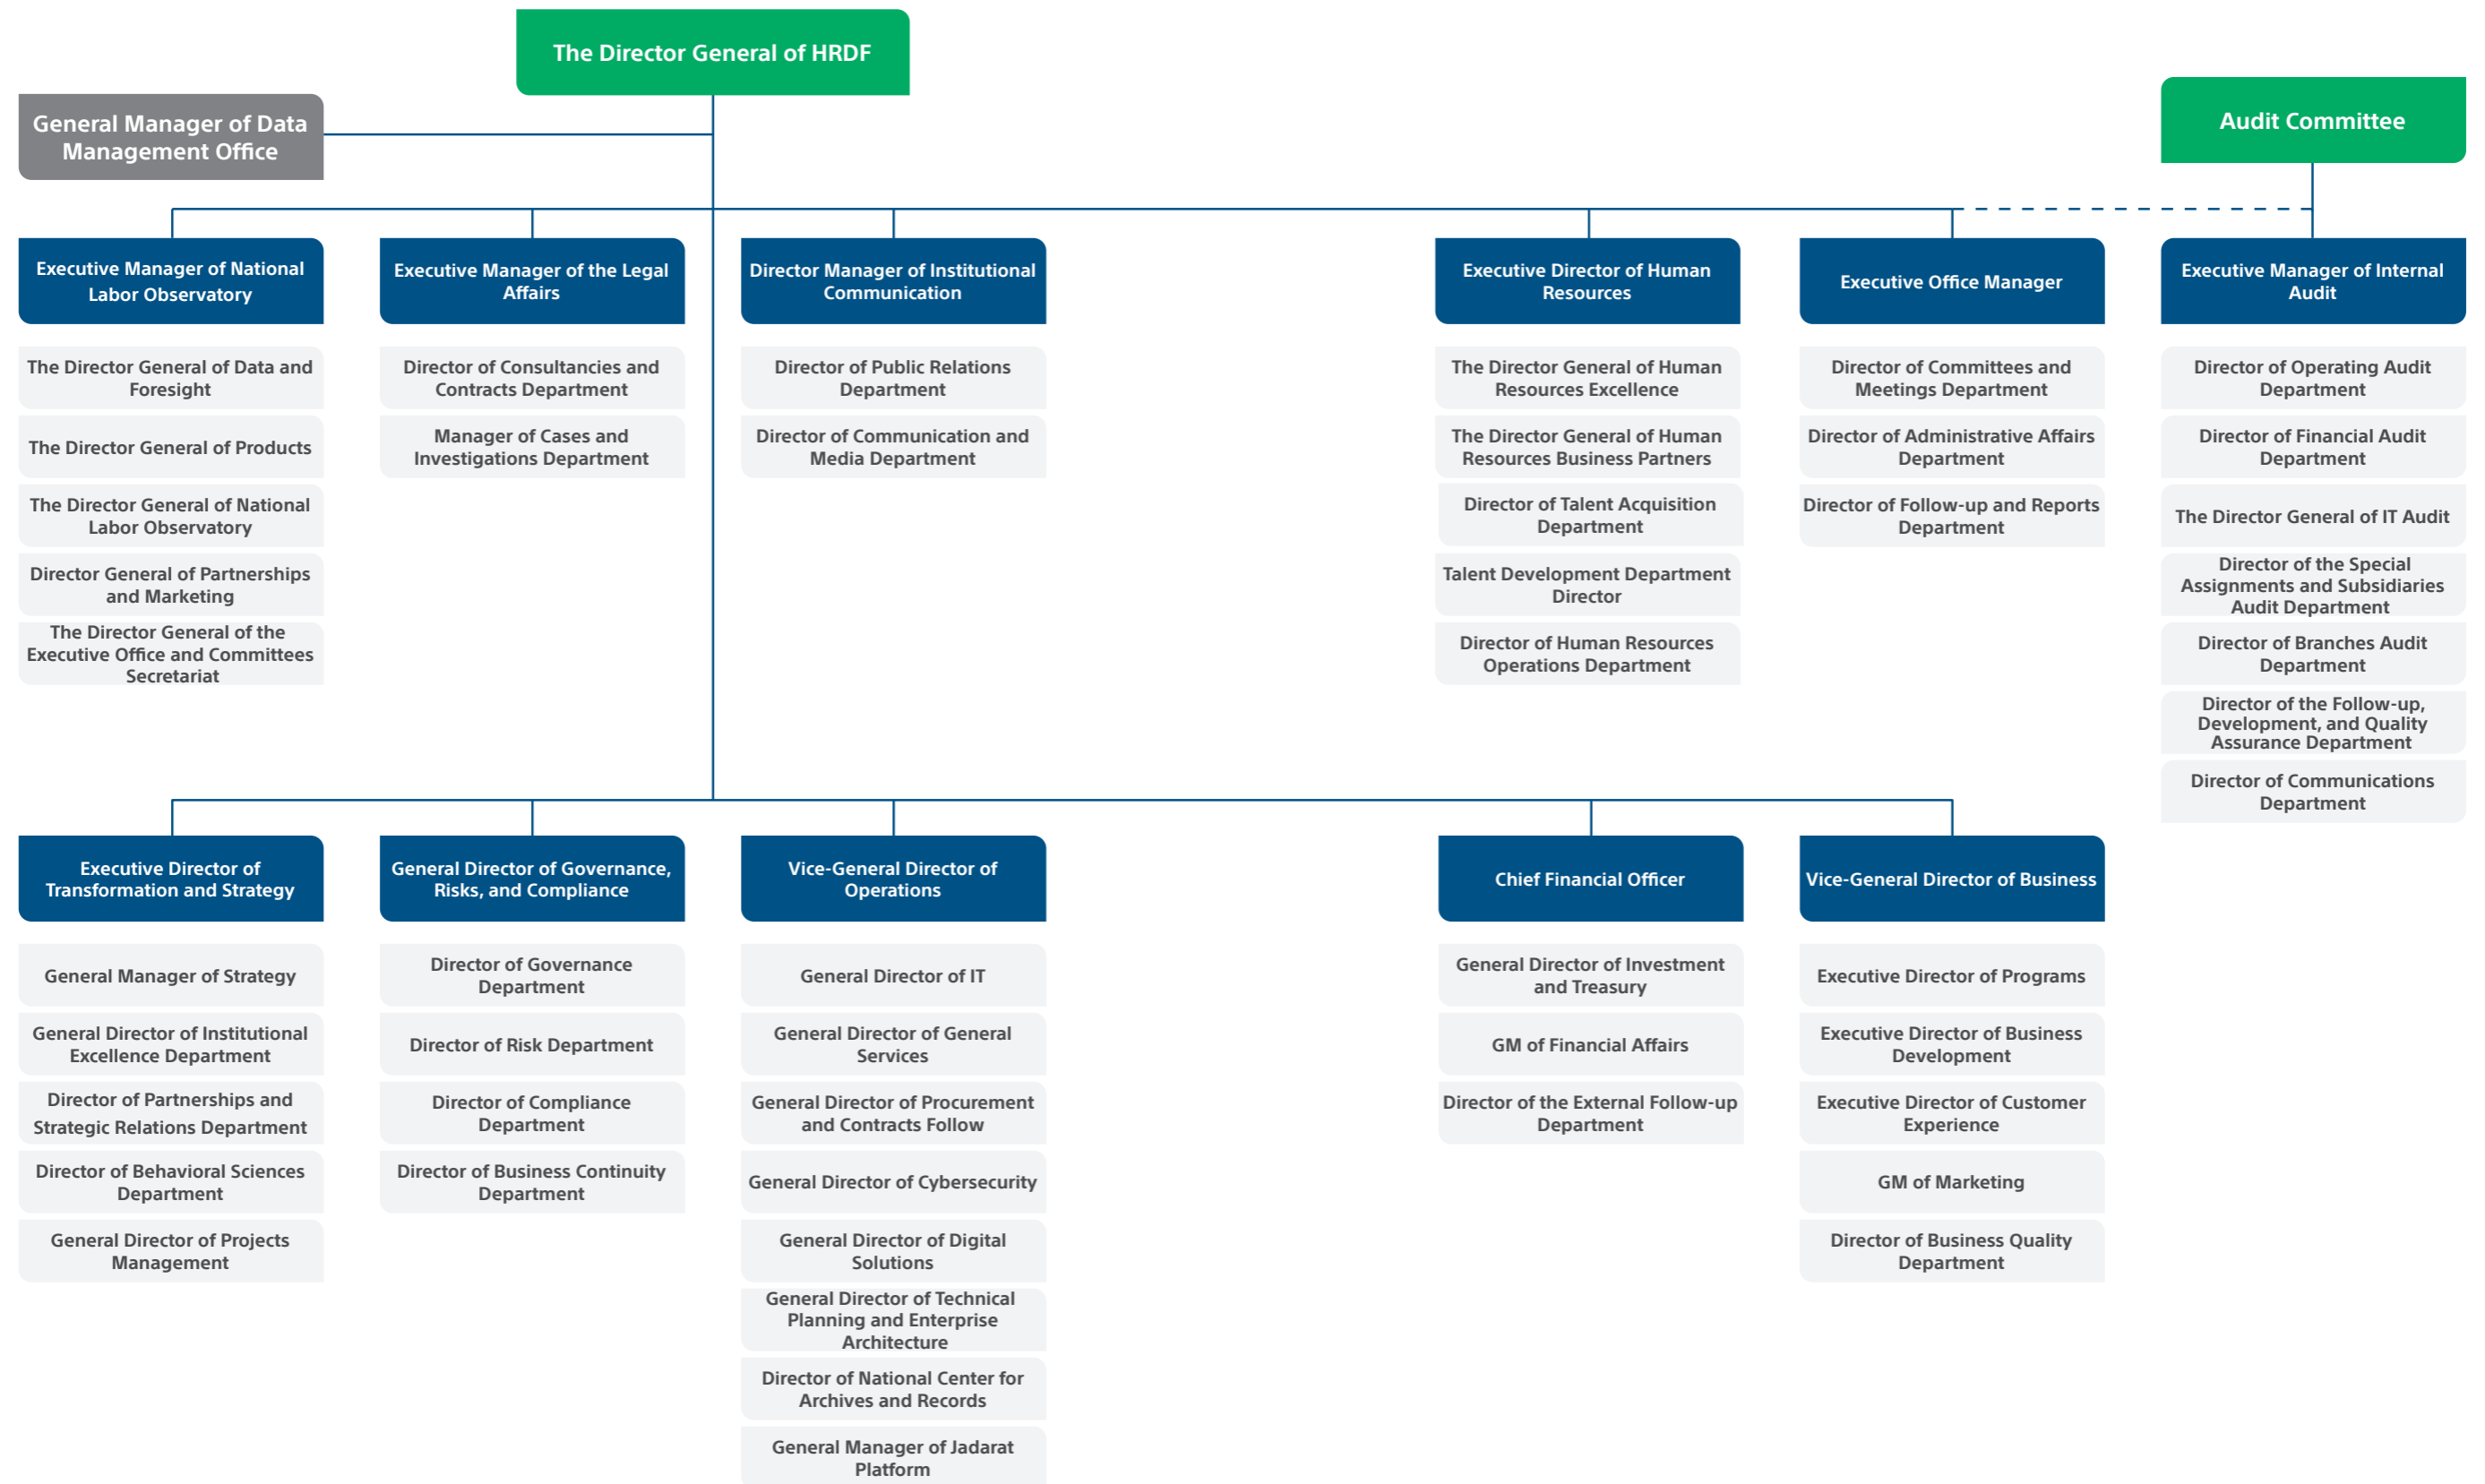 The Director General of HRDF
General Manager of Data
Management Office
Audit Committee
Executive Manager of National
Labor Observatory
The Director General of Data and
Foresight
The Director General of Products
The Director General of National
Labor Observatory
Director General of Partnerships
and Marketing
The Director General of the
Executive Office and Committees
Secretariat
Executive Manager of the Legal
Affairs
Director of Consultancies and
Contracts Department
Manager of Cases and
Investigations Department
Director Manager of Institutional
Communication
Director of Public Relations
Department
Director of Communication and
Media Department
Executive Director of Human
Resources
The Director General of Human
Resources Excellence
The Director General of Human
Resources Business Partners
Director of Talent Acquisition
Department
Talent Development Department
Director
Director of Human Resources
Operations Department
Executive Office Manager
Director of Committees and
Meetings Department
Director of Administrative Affairs
Department
Director of Follow-up and Reports
Department
Executive Manager of Internal
Audit
Director of Operating Audit
Department
Director of Financial Audit
Department
The Director General of IT Audit
Director of the Special
Assignments and Subsidiaries
Audit Department
Director of Branches Audit
Department
Director of the Follow-up,
Development, and Quality
Assurance Department
Director of Communications
Department
Executive Director of
Transformation and Strategy
General Manager of Strategy
General Director of Institutional
Excellence Department
Director of Partnerships and
Strategic Relations Department
Director of Behavioral Sciences
Department
General Director of Projects
Management
General Director of Governance,
Risks, and Compliance
Director of Governance
Department
Director of Risk Department
Director of Compliance
Department
Director of Business Continuity
Department
Vice-General Director of
Operations
General Director of IT
General Director of General
Services
General Director of Procurement
and Contracts Follow
General Director of Cybersecurity
General Director of Digital
Solutions
General Director of Technical
Planning and Enterprise
Architecture
Director of National Center for
Archives and Records
General Manager of Jadarat
Platform
Chief Financial Officer
General Director of Investment
and Treasury
GM of Financial Affairs
Director of the External Follow-up
Department
Vice-General Director of Business
Executive Director of Programs
Executive Director of Business
Development
Executive Director of Customer
Experience
GM of Marketing
Director of Business Quality
Department